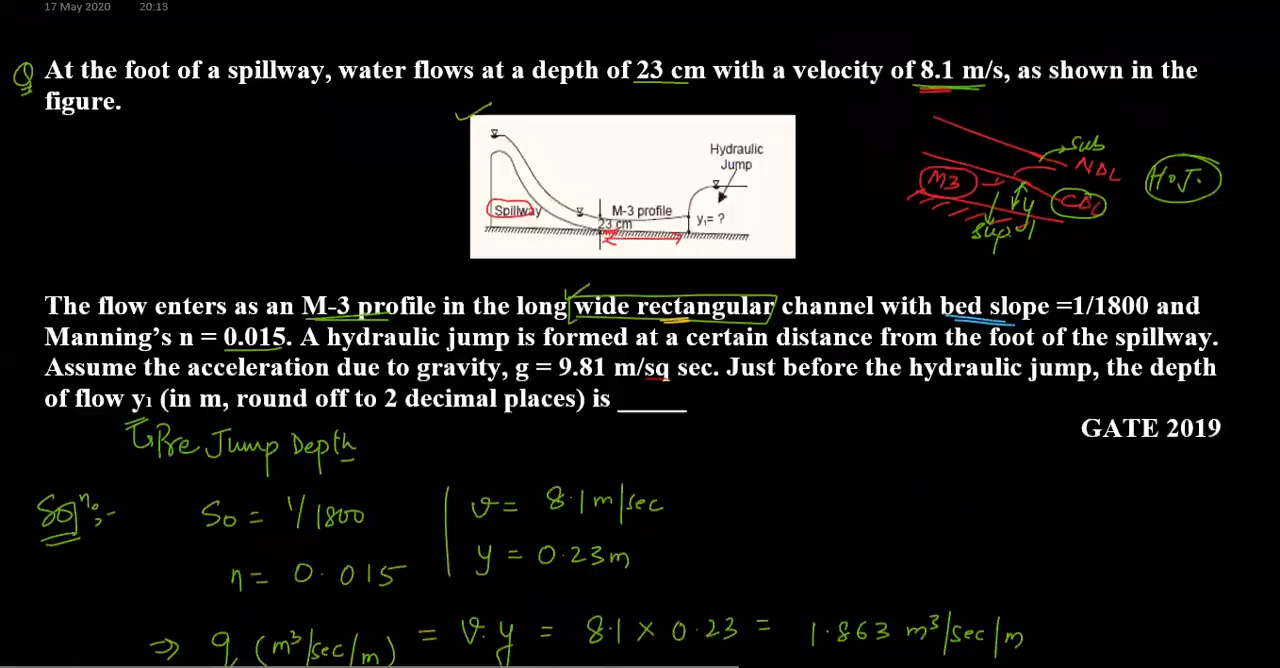 17 May 2020 20:13
Q At the foot of a spillway, water flows at a depth of 23 cm with a velocity of 8.1 m/s, as shown in the
figure.
Hydraulic
Jump
Spillway
M-3 profile
23 cm
y₁= ?
Sub
NDL
M3
CDL
y
Sup
H.J.
The flow enters as an M-3 profile in the long wide rectangular channel with bed slope =1/1800 and
Manning’s n = 0.015. A hydraulic jump is formed at a certain distance from the foot of the spillway.
Assume the acceleration due to gravity, g = 9.81 m/sq sec. Just before the hydraulic jump, the depth
of flow y₁ (in m, round off to 2 decimal places) is _____
GATE 2019
↳ Pre Jump Depth
Solⁿ:-
So = 1/1800
v = 8.1 m/sec
n = 0.015
y = 0.23 m
⇒ q (m³/sec/m) = v.y = 8.1 × 0.23 = 1.863 m³/sec/m